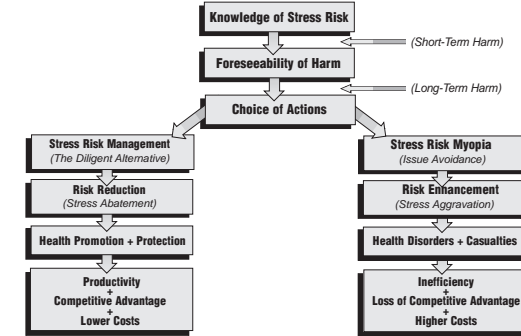 Knowledge of Stress Risk
(Short-Term Harm)
Foreseeability of Harm
(Long-Term Harm)
Choice of Actions
Stress Risk Management
(The Diligent Alternative)
Risk Reduction
(Stress Abatement)
Health Promotion + Protection
Productivity
+
Competitive Advantage
+
Lower Costs
Stress Risk Myopia
(Issue Avoidance)
Risk Enhancement
(Stress Aggravation)
Health Disorders + Casualties
Inefficiency
+
Loss of Competitive Advantage
+
Higher Costs